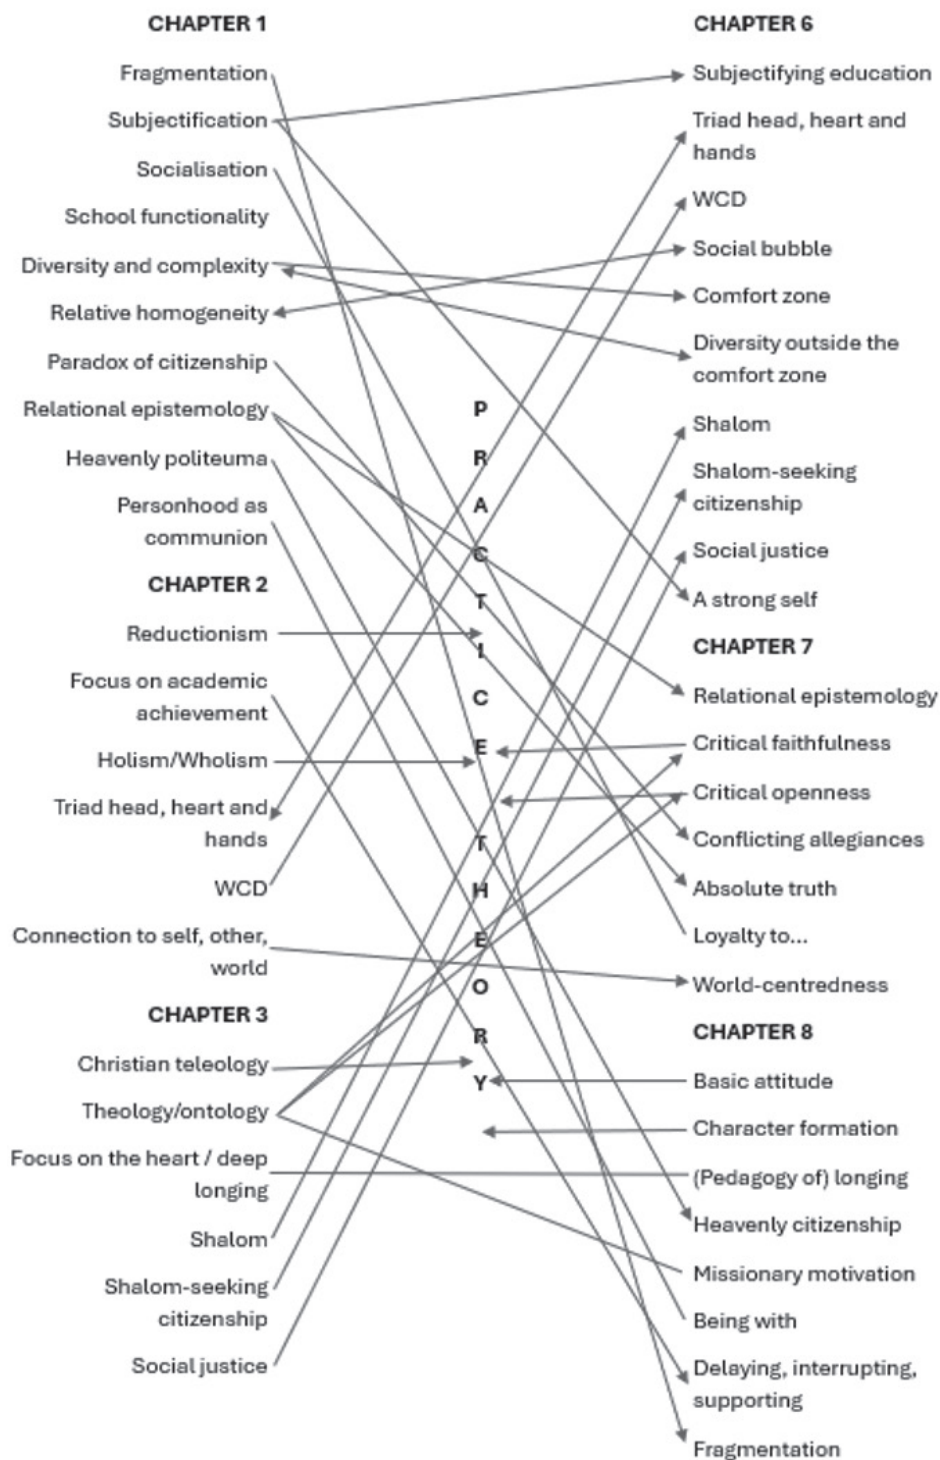 CHAPTER 1
Fragmentation
Subjectification
Socialisation
School functionality
Diversity and complexity
Relative homogeneity
Paradox of citizenship
Relational epistemology
Heavenly politeuma
Personhood as
communion
CHAPTER 2
Reductionism
Focus on academic
achievement
Holism/Wholism
Triad head, heart and
hands
WCD
Connection to self, other,
world
CHAPTER 3
Christian teleology
Theology/ontology
Focus on the heart / deep
longing
Shalom
Shalom-seeking
citizenship
Social justice
P
R
A
C
T
I
C
E
T
H
E
O
R
Y
CHAPTER 6
Subjectifying education
Triad head, heart and
hands
WCD
Social bubble
Comfort zone
Diversity outside the
comfort zone
Shalom
Shalom-seeking
citizenship
Social justice
A strong self
CHAPTER 7
Relational epistemology
Critical faithfulness
Critical openness
Conflicting allegiances
Absolute truth
Loyalty to...
World-centredness
CHAPTER 8
Basic attitude
Character formation
(Pedagogy of) longing
Heavenly citizenship
Missionary motivation
Being with
Delaying, interrupting,
supporting
Fragmentation